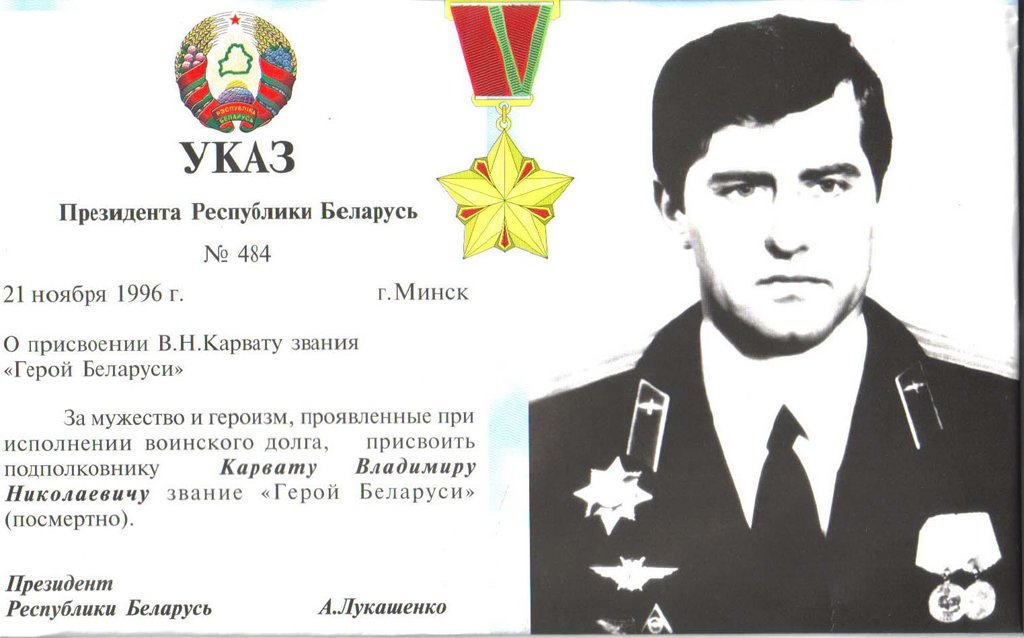 РЭСПУБЛІКА
БЕЛАРУСЬ
УКАЗ
Президента Республики Беларусь
№ 484
21 ноября 1996 г. г.Минск
О присвоении В.Н.Карвату звания
«Герой Беларуси»
За мужество и героизм, проявленные при
исполнении воинского долга, присвоить
подполковнику Карвату Владимиру
Николаевичу звание «Герой Беларуси»
(посмертно).
Президент
Республики Беларусь А.Лукашенко